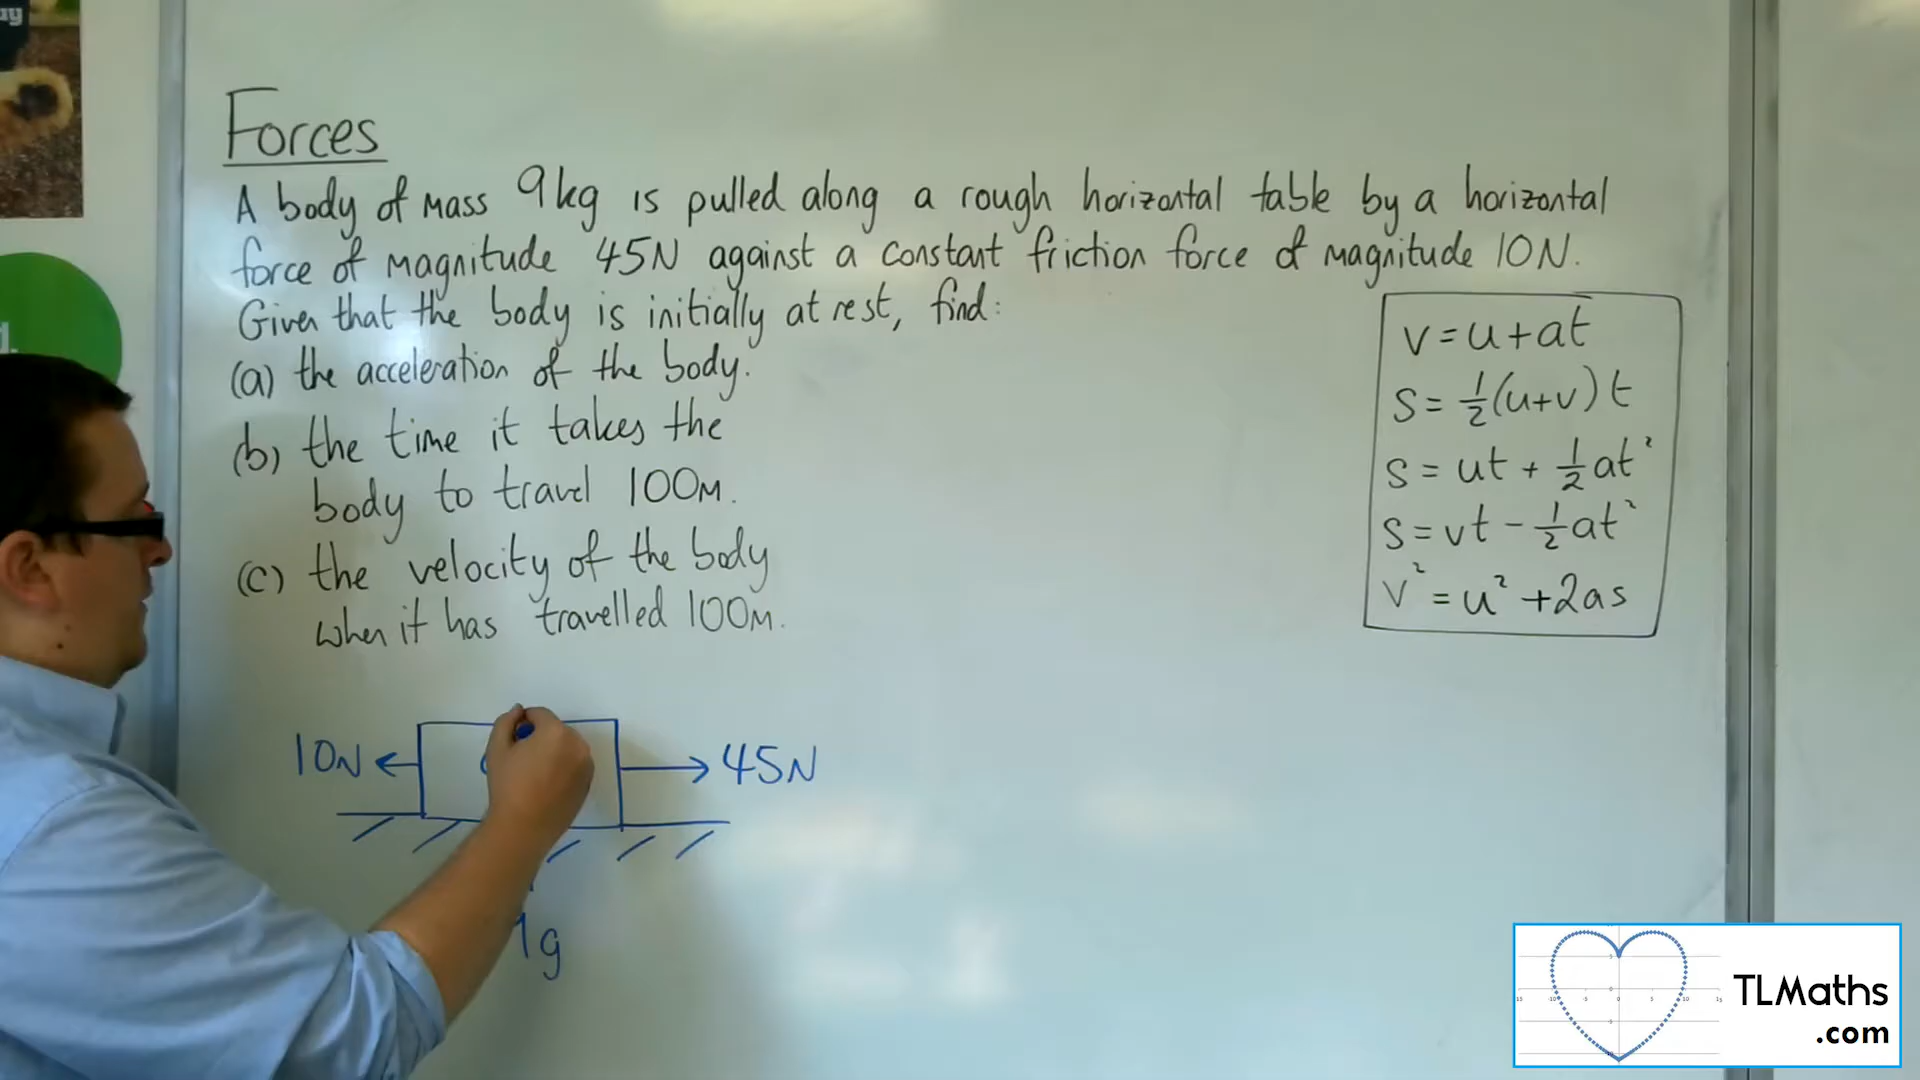 Forces
A body of mass 9kg is pulled along a rough horizontal table by a horizontal
force of magnitude 45N against a constant friction force of magnitude 10N.
Given that the body is initially at rest, find:
(a) the acceleration of the body.
(b) the time it takes the
body to travel 100m.
(c) the velocity of the body
when it has travelled 100m.
v = u + at
s = ½(u+v)t
s = ut + ½at²
s = vt - ½at²
v² = u² + 2as
10N
45N
g
TLMaths
.com